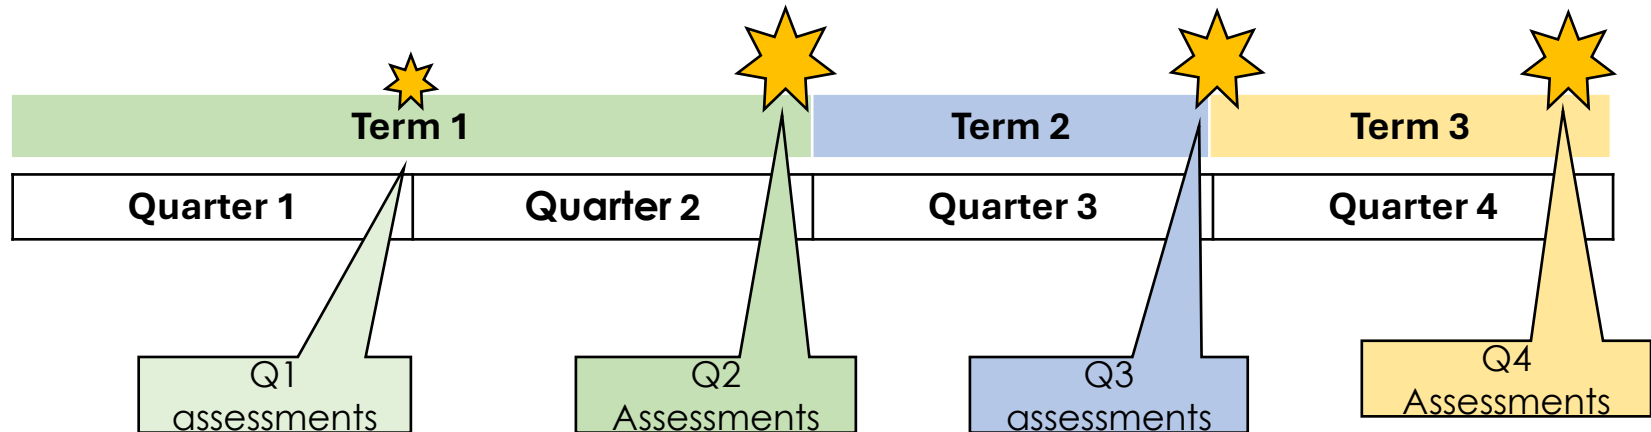 Term 1
Term 2
Term 3
Quarter 1
Quarter 2
Quarter 3
Quarter 4
Q1
assessments
Q2
Assessments
Q3
assessments
Q4
Assessments